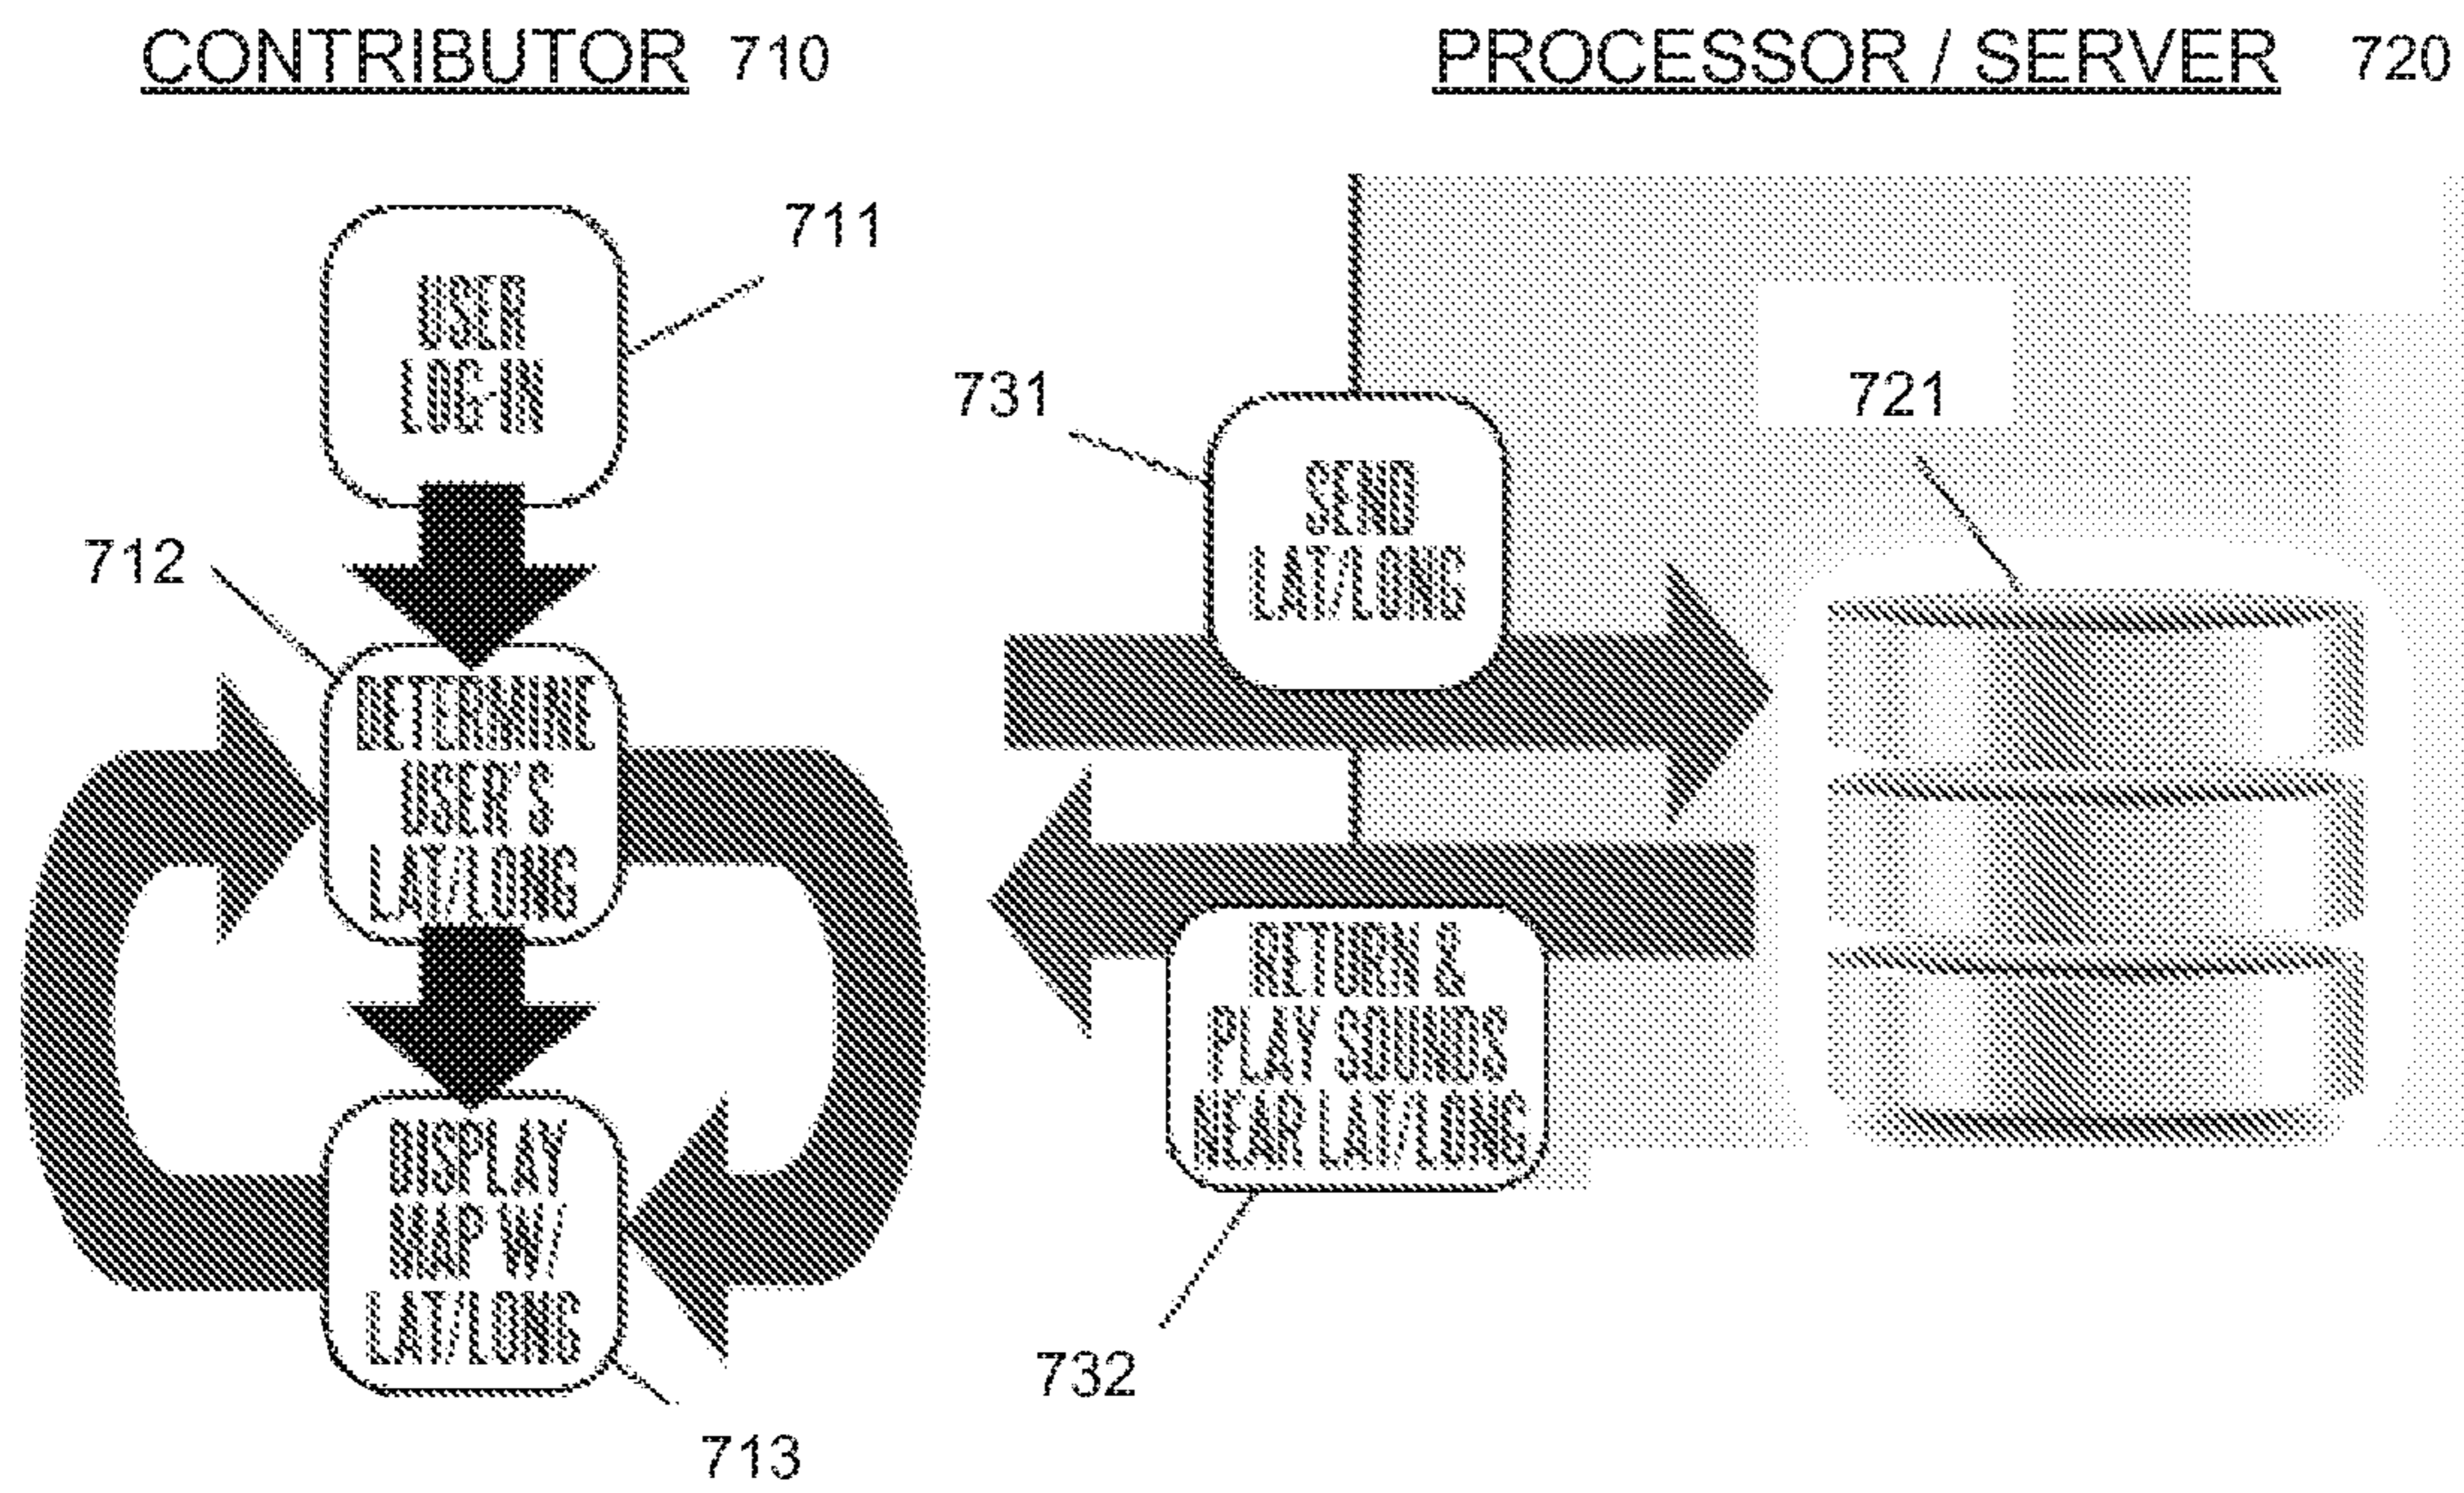 CONTRIBUTOR 710
PROCESSOR / SERVER 720
711
USER
LOG-IN
712
DETERMINE
USER'S
LAT/LONG
DISPLAY
MAP W/
LAT/LONG
713
731
SEND
LAT/LONG
721
RETURN &
PLAY SOUNDS
NEAR LAT/LONG
732